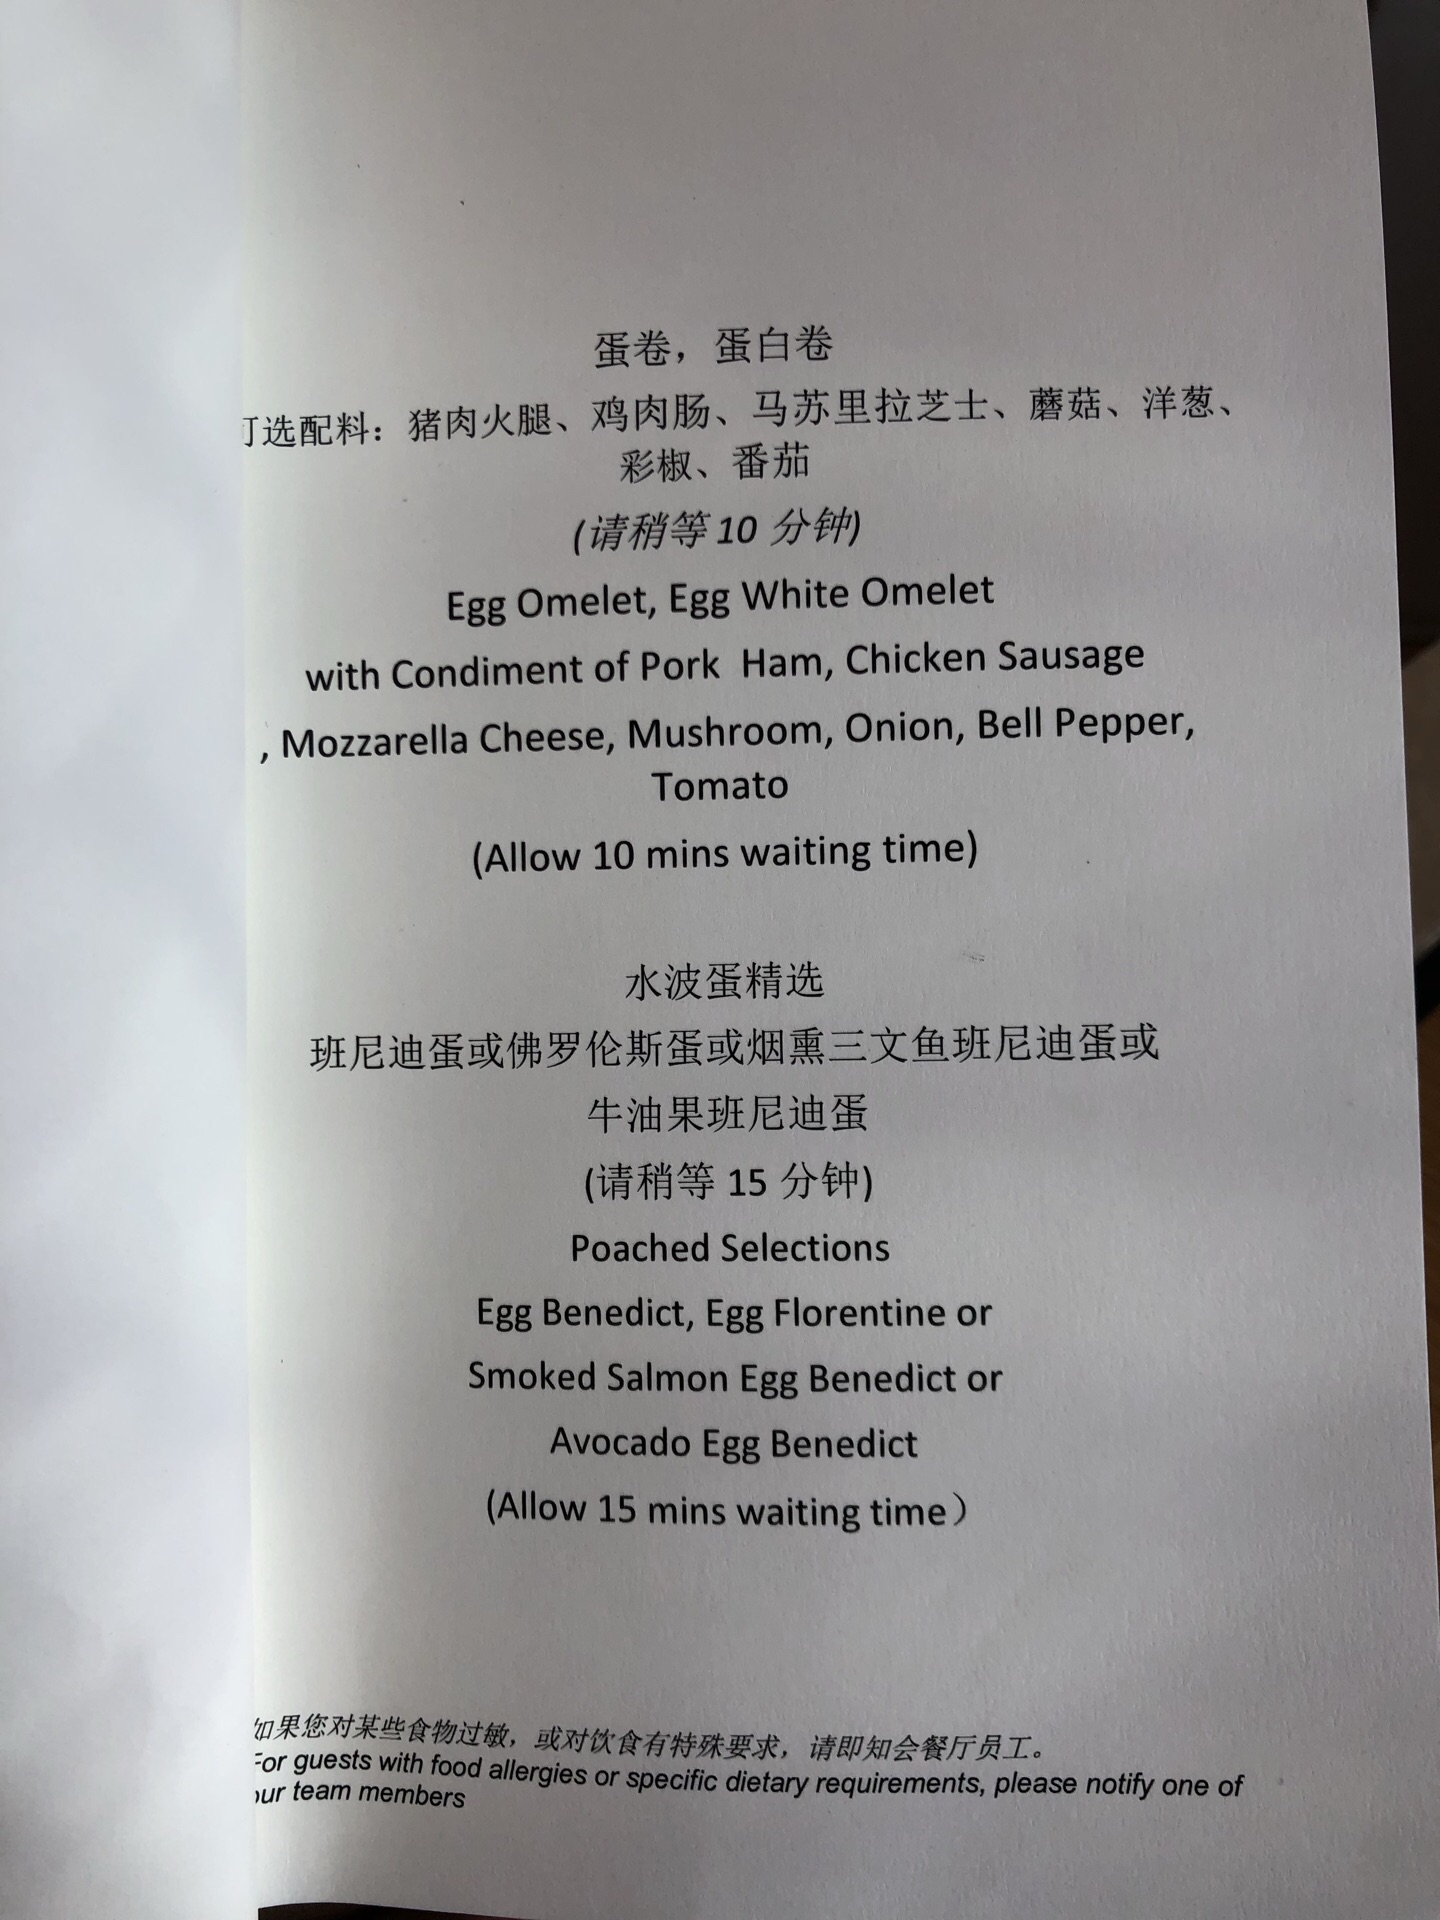 蛋卷，蛋白卷
可选配料：猪肉火腿、鸡肉肠、马苏里拉芝士、蘑菇、洋葱、
彩椒、番茄
(请稍等 10 分钟)
Egg Omelet, Egg White Omelet
with Condiment of Pork Ham, Chicken Sausage
, Mozzarella Cheese, Mushroom, Onion, Bell Pepper,
Tomato
(Allow 10 mins waiting time)
水波蛋精选
班尼迪蛋或佛罗伦斯蛋或烟熏三文鱼班尼迪蛋或
牛油果班尼迪蛋
(请稍等 15 分钟)
Poached Selections
Egg Benedict, Egg Florentine or
Smoked Salmon Egg Benedict or
Avocado Egg Benedict
(Allow 15 mins waiting time）
如果您对某些食物过敏，或对饮食有特殊要求，请即知会餐厅员工。
For guests with food allergies or specific dietary requirements, please notify one of
our team members